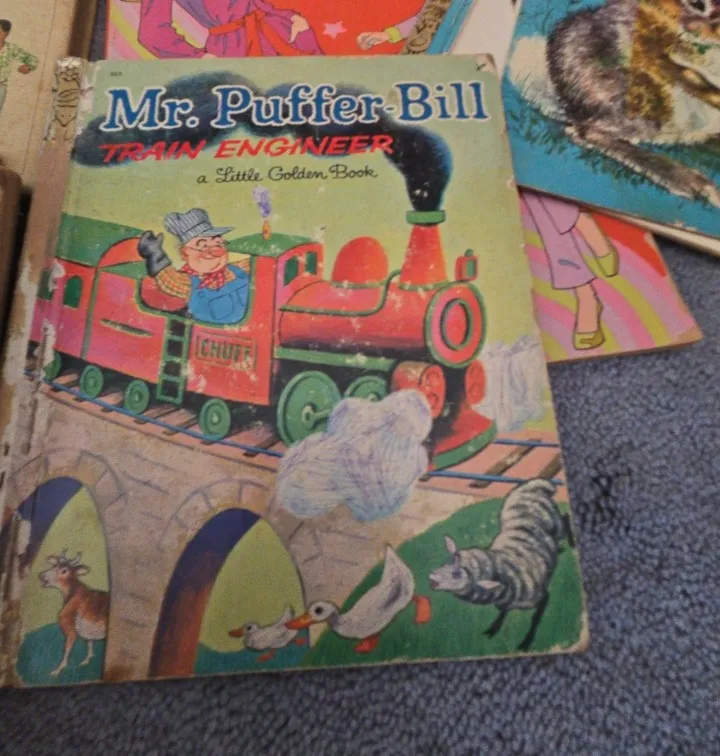 Mr. Puffer-Bill
TRAIN ENGINEER
a Little Golden Book
CHUFF